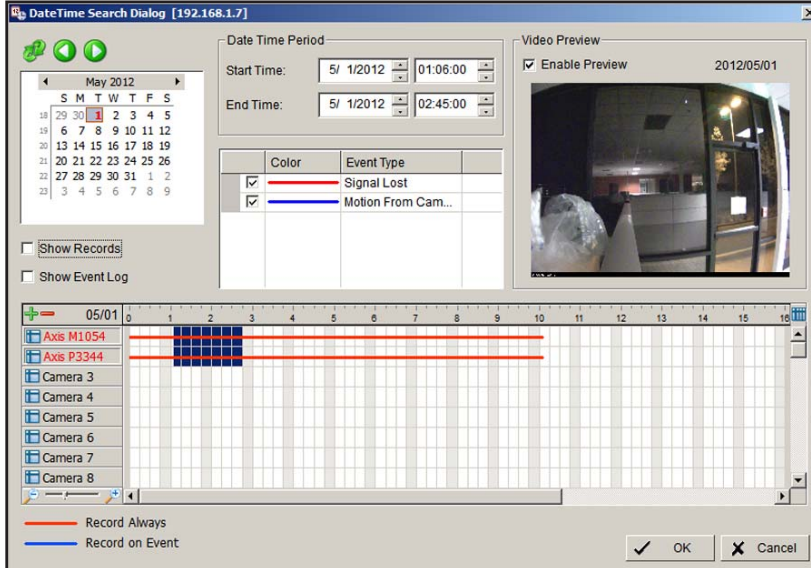 DateTime Search Dialog [192.168.1.7]
Date Time Period
Start Time: 5/ 1/2012 01:06:00
End Time: 5/ 1/2012 02:45:00
Video Preview
Enable Preview 2012/05/01
May 2012
S M T W T F S
18 29 30 1 2 3 4 5
19 6 7 8 9 10 11 12
20 13 14 15 16 17 18 19
21 20 21 22 23 24 25 26
22 27 28 29 30 31 1 2
23 3 4 5 6 7 8 9
Color Event Type
Signal Lost
Motion From Cam...
Show Records
Show Event Log
05/01 0 1 2 3 4 5 6 7 8 9 10 11 12 13 14 15 16
Axis M1054
Axis P3344
Camera 3
Camera 4
Camera 5
Camera 6
Camera 7
Camera 8
Record Always
Record on Event
OK Cancel